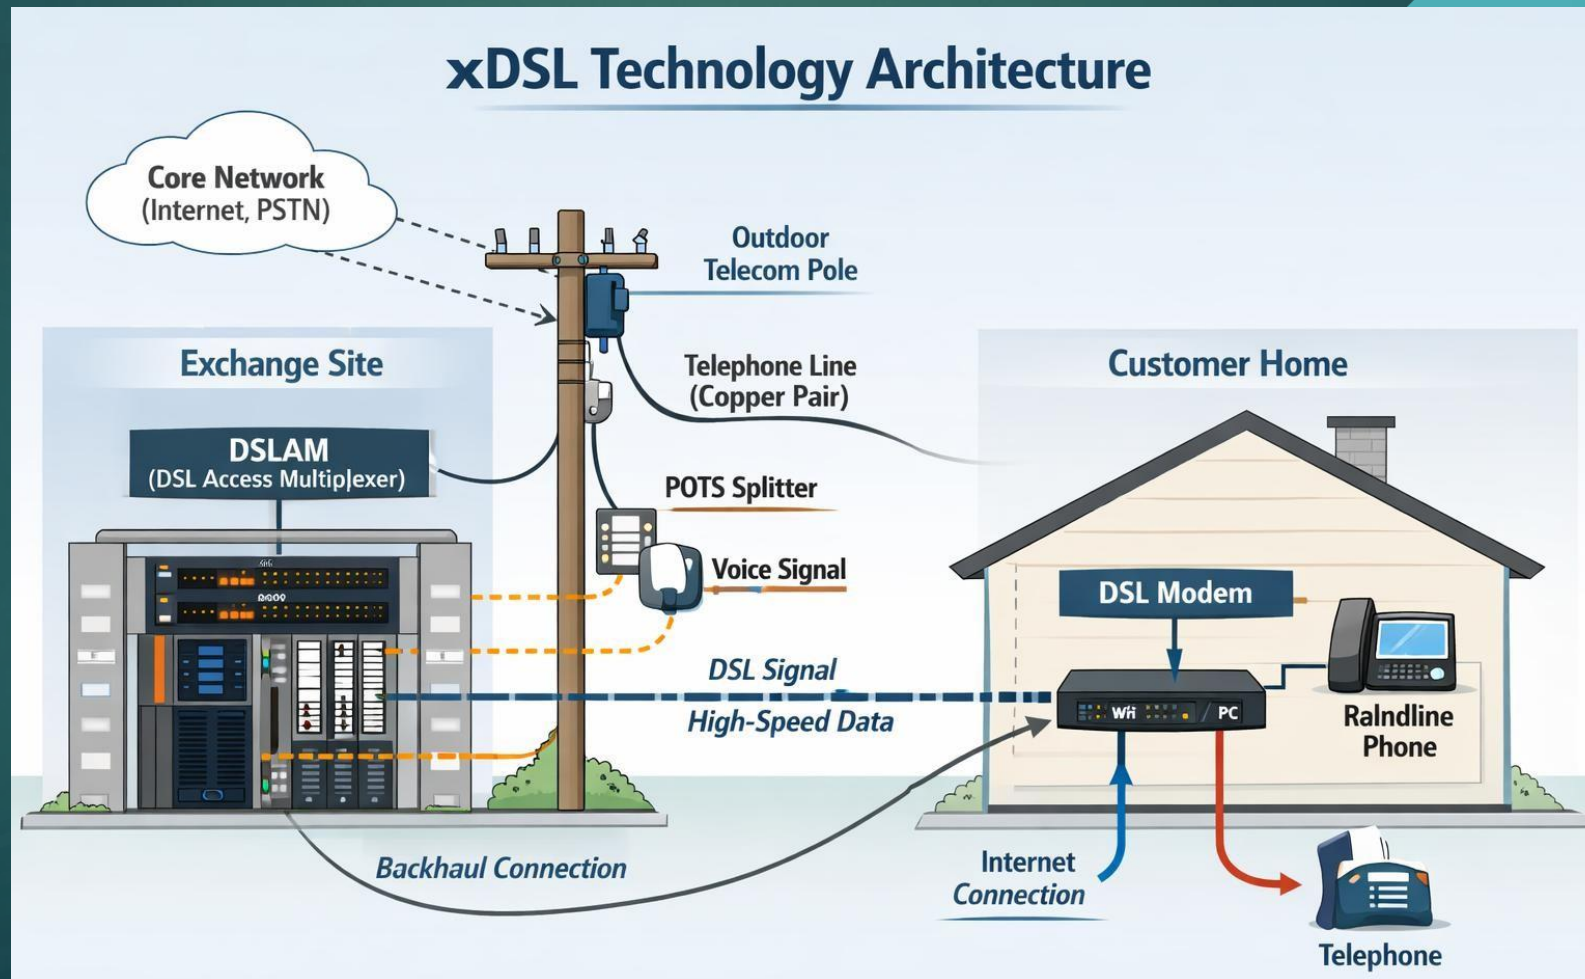 xDSL Technology Architecture
Core Network
(Internet, PSTN)
Outdoor
Telecom Pole
Exchange Site
Telephone Line
(Copper Pair)
Customer Home
DSLAM
(DSL Access Multiplexer)
POTS Splitter
Voice Signal
DSL Modem
DSL Signal
High-Speed Data
PC
Ralndline
Phone
Backhaul Connection
Internet
Connection
Telephone